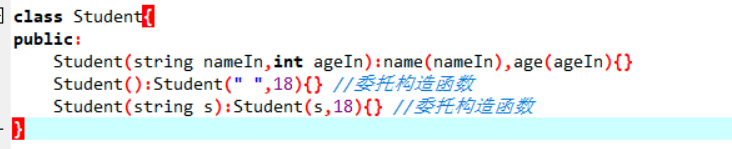 class Student{
public:
    Student(string nameIn,int ageIn):name(nameIn),age(ageIn){}
    Student():Student(" ",18){} //委托构造函数
    Student(string s):Student(s,18){} //委托构造函数
}